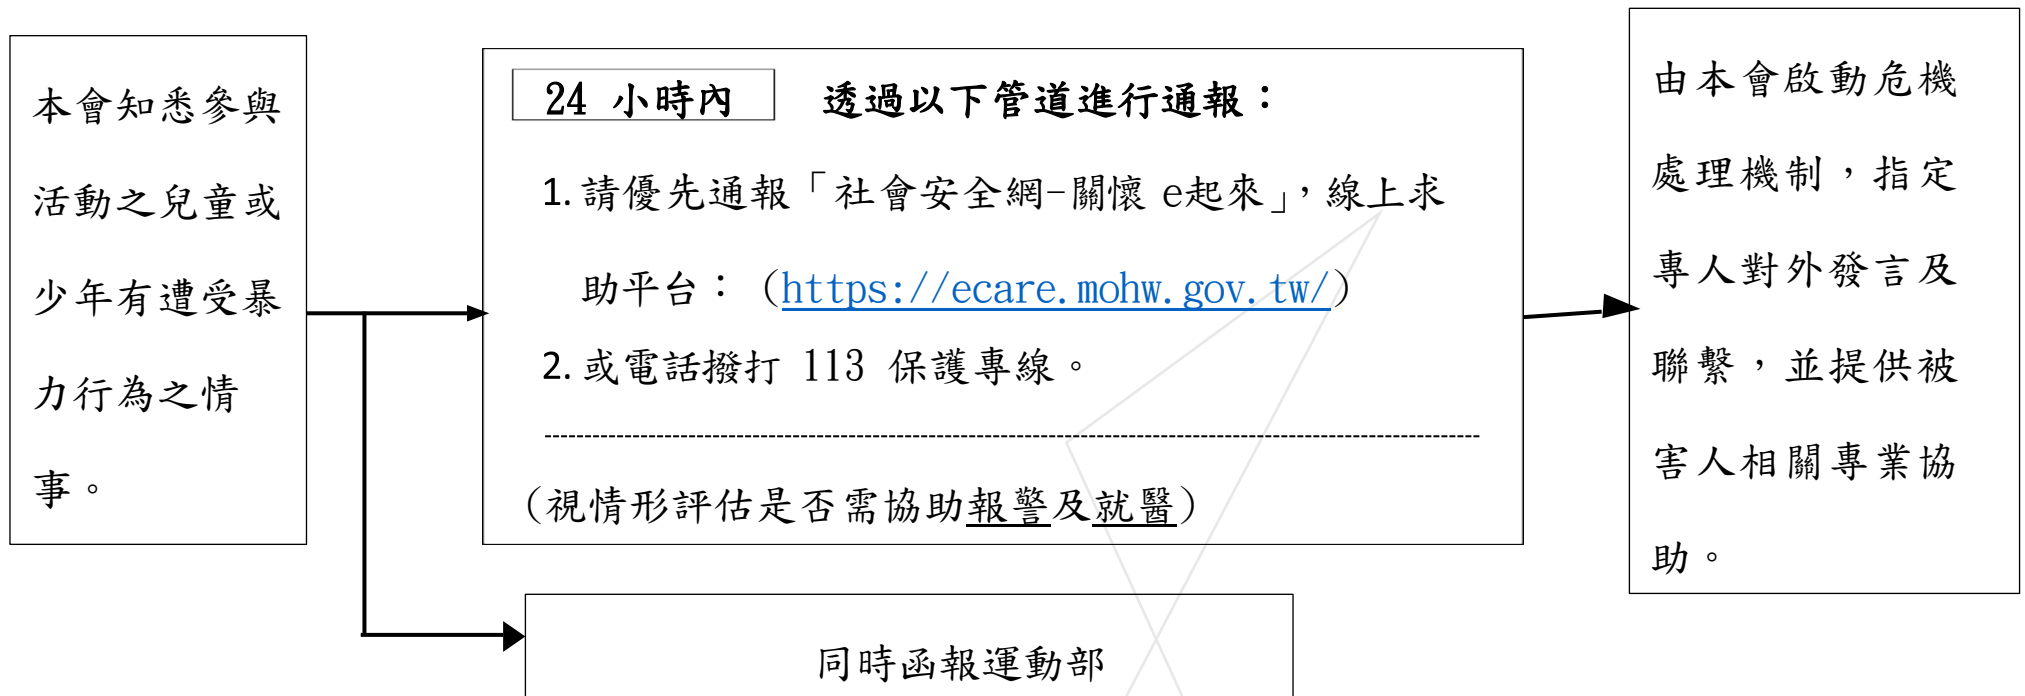 本會知悉參與
活動之兒童或
少年有遭受暴
力行為之情
事。
24 小時內 透過以下管道進行通報：
1. 請優先通報「社會安全網-關懷 e起來」，線上求
助平台：（https://ecare.mohw.gov.tw/）
2. 或電話撥打 113 保護專線。
（視情形評估是否需協助報警及就醫）
由本會啟動危機
處理機制，指定
專人對外發言及
聯繫，並提供被
害人相關專業協
助。
同時函報運動部